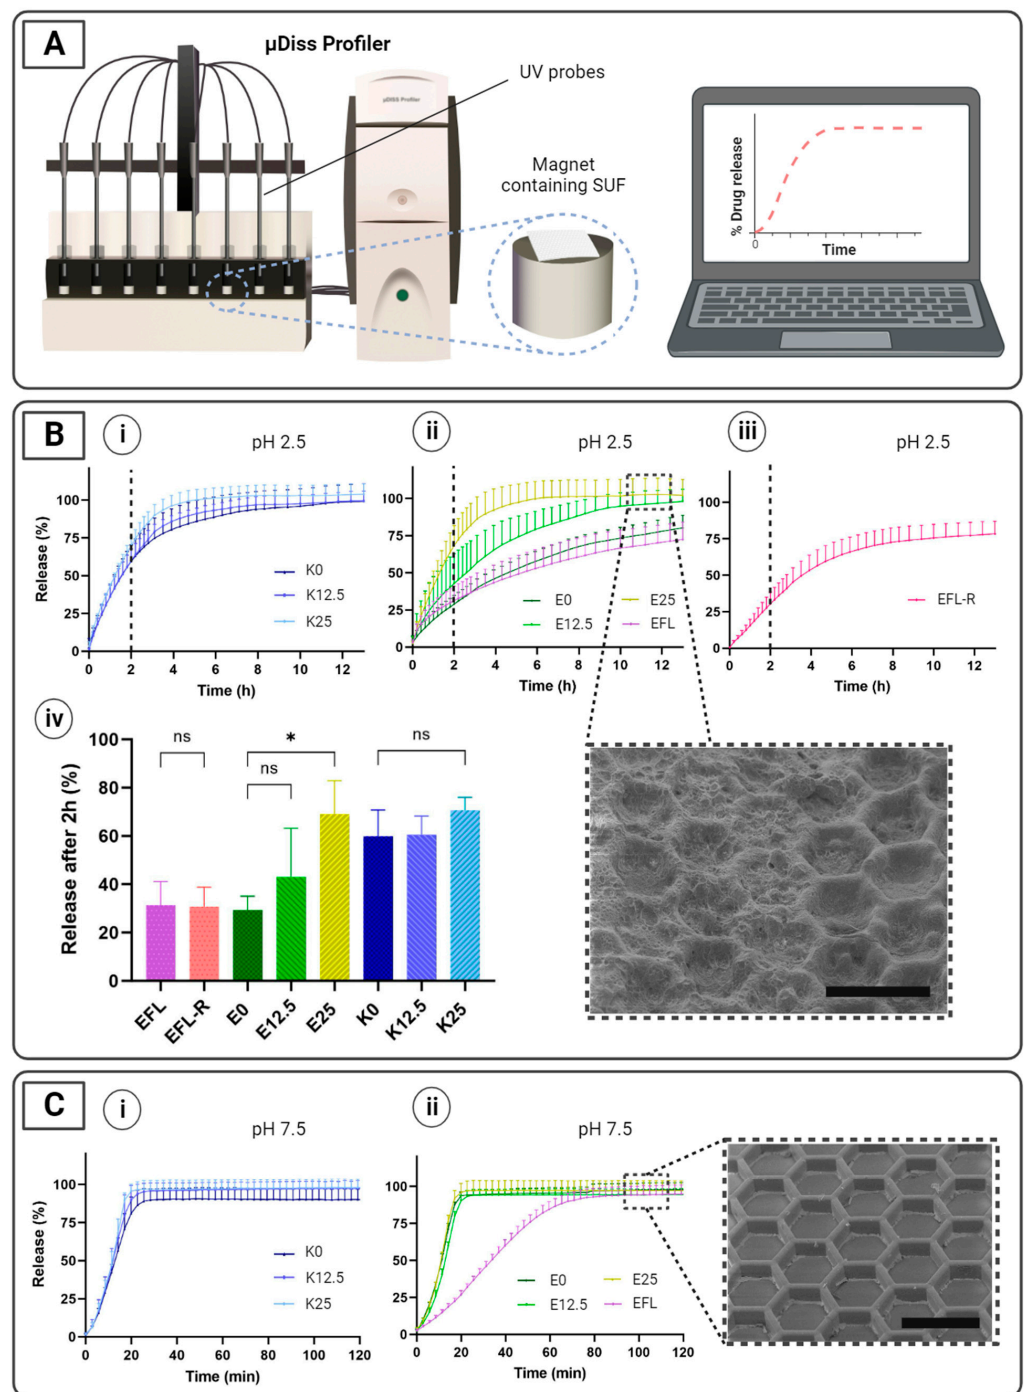 A
µDiss Profiler
UV probes
µDISS Profiler
Magnet
containing SUF
% Drug release
0
Time
B
i
pH 2.5
Release (%)
100
75
50
25
0
0 2 4 6 8 10 12
Time (h)
K0
K12.5
K25
ii
pH 2.5
100
75
50
25
0
0 2 4 6 8 10 12
Time (h)
E0
E12.5
E25
EFL
iii
pH 2.5
100
75
50
25
0
0 2 4 6 8 10 12
Time (h)
EFL-R
iv
Release after 2h (%)
100
80
60
40
20
0
ns
ns
*
ns
EFL
EFL-R
E0
E12.5
E25
K0
K12.5
K25
C
i
pH 7.5
Release (%)
100
75
50
25
0
0 20 40 60 80 100 120
Time (min)
K0
K12.5
K25
ii
pH 7.5
100
75
50
25
0
0 20 40 60 80 100 120
Time (min)
E0
E12.5
E25
EFL